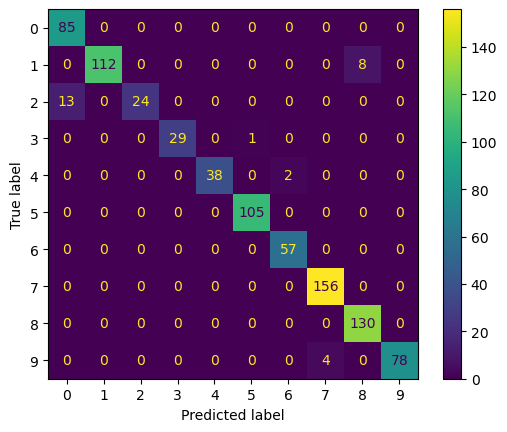 0 85 0 0 0 0 0 0 0 0 0
1 0 112 0 0 0 0 0 0 8 0
2 13 0 24 0 0 0 0 0 0 0
3 0 0 0 29 0 1 0 0 0 0
4 0 0 0 0 38 0 2 0 0 0
5 0 0 0 0 0 105 0 0 0 0
6 0 0 0 0 0 0 57 0 0 0
7 0 0 0 0 0 0 0 156 0 0
8 0 0 0 0 0 0 0 0 130 0
9 0 0 0 0 0 0 0 4 0 78
0 1 2 3 4 5 6 7 8 9
Predicted label
True label
140
120
100
80
60
40
20
0